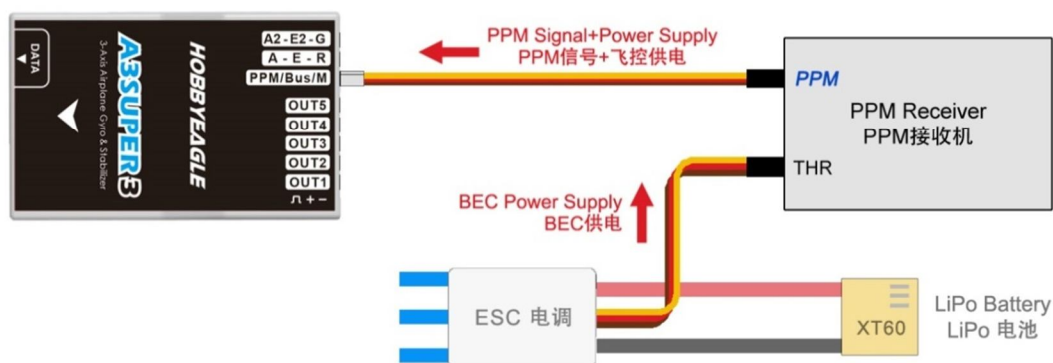 DATA
A3SUPER3
3-Axis Airplane Gyro & Stabilizer
HOBBYEAGLE
A2-E2-G
A - E - R
PPM/Bus/M
OUT5
OUT4
OUT3
OUT2
OUT1
PPM Signal+Power Supply
PPM信号+飞控供电
PPM
PPM Receiver
PPM接收机
THR
BEC Power Supply
BEC供电
ESC 电调
XT60
LiPo Battery
LiPo 电池